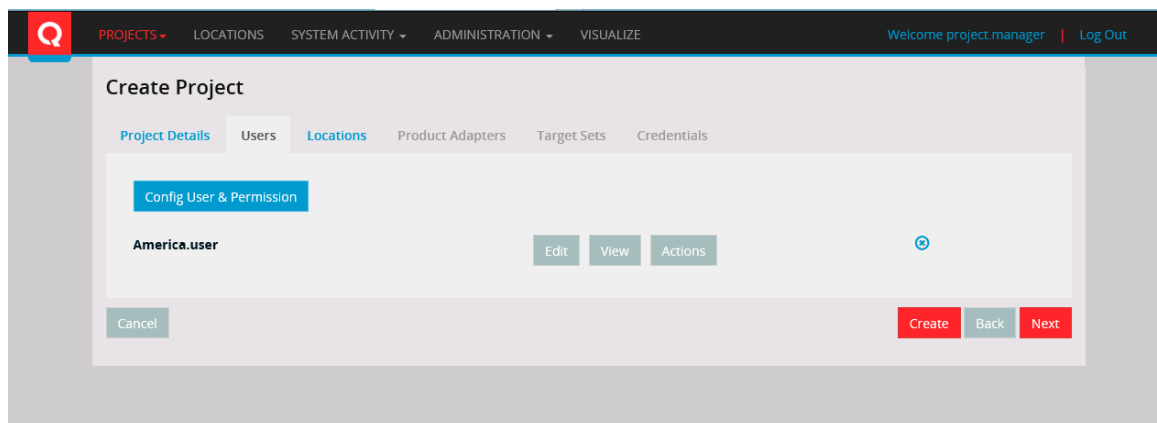 PROJECTS LOCATIONS SYSTEM ACTIVITY ADMINISTRATION VISUALIZE Welcome project.manager | Log Out
Create Project
Project Details Users Locations Product Adapters Target Sets Credentials
Config User & Permission
America.user Edit View Actions
Cancel Create Back Next